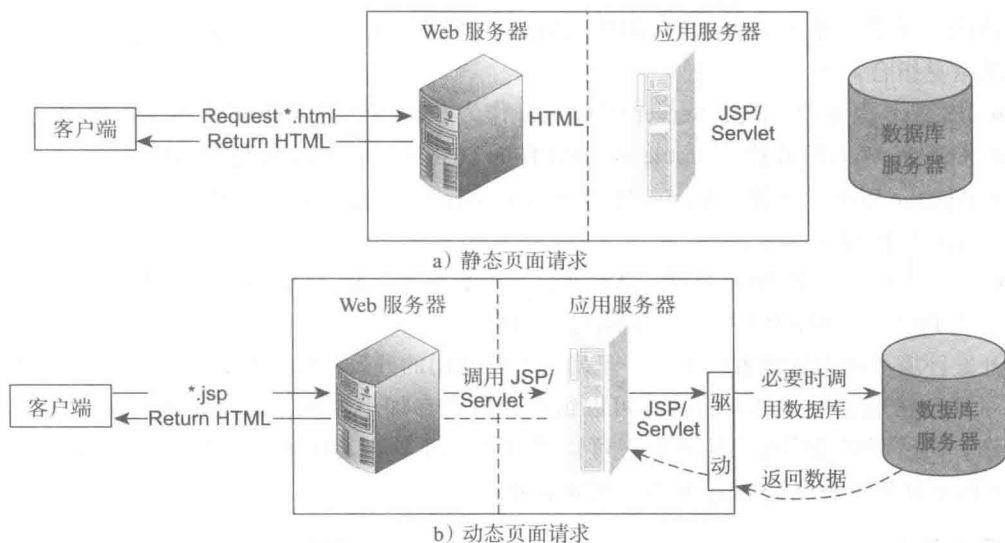 Web 服务器
应用服务器
客户端
Request *.html
Return HTML
HTML
JSP/
Servlet
数据库
服务器
a）静态页面请求
Web 服务器
应用服务器
客户端
*.jsp
Return HTML
调用 JSP/
Servlet
JSP/
Servlet
驱
动
必要时调
用数据库
返回数据
数据库
服务器
b）动态页面请求